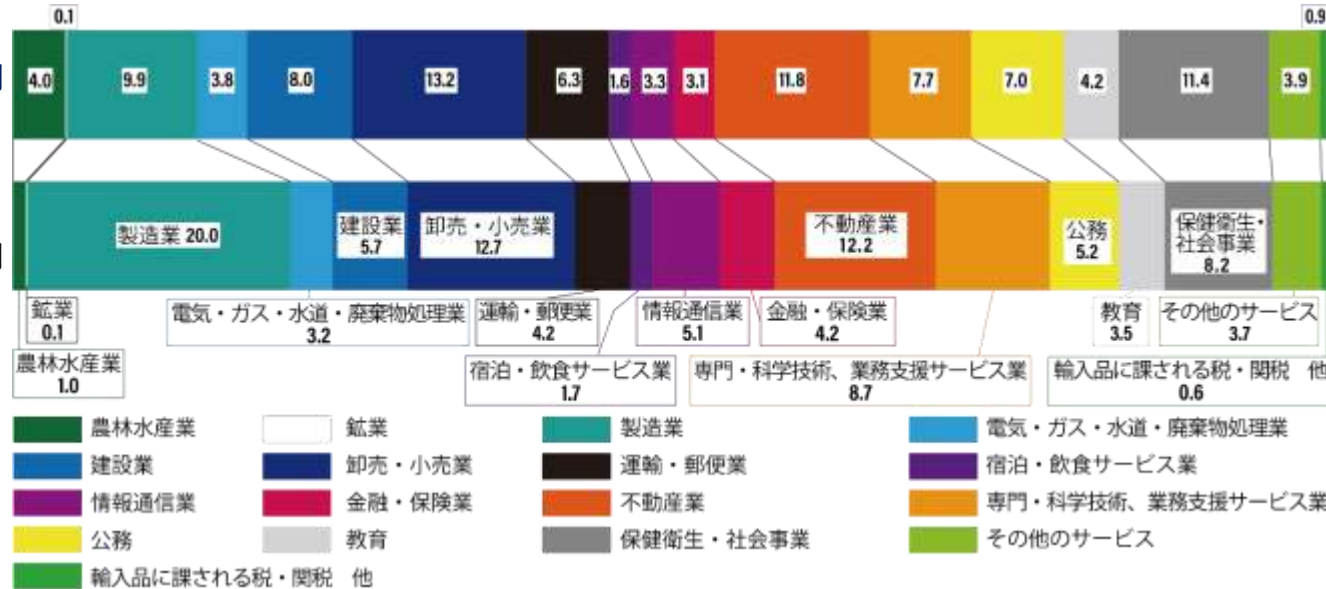 0.1
0.9
4.0
9.9
3.8
8.0
13.2
6.3
1.6
3.3
3.1
11.8
7.7
7.0
4.2
11.4
3.9
製造業 20.0
建設業
5.7
卸売・小売業
12.7
不動産業
12.2
公務
5.2
保健衛生・
社会事業
8.2
鉱業
0.1
電気・ガス・水道・廃棄物処理業
3.2
運輸・郵便業
4.2
情報通信業
5.1
金融・保険業
4.2
教育
3.5
その他のサービス
3.7
農林水産業
1.0
宿泊・飲食サービス業
1.7
専門・科学技術、業務支援サービス業
8.7
輸入品に課される税・関税　他
0.6
農林水産業
鉱業
製造業
電気・ガス・水道・廃棄物処理業
建設業
卸売・小売業
運輸・郵便業
宿泊・飲食サービス業
情報通信業
金融・保険業
不動産業
専門・科学技術、業務支援サービス業
公務
教育
保健衛生・社会事業
その他のサービス
輸入品に課される税・関税　他